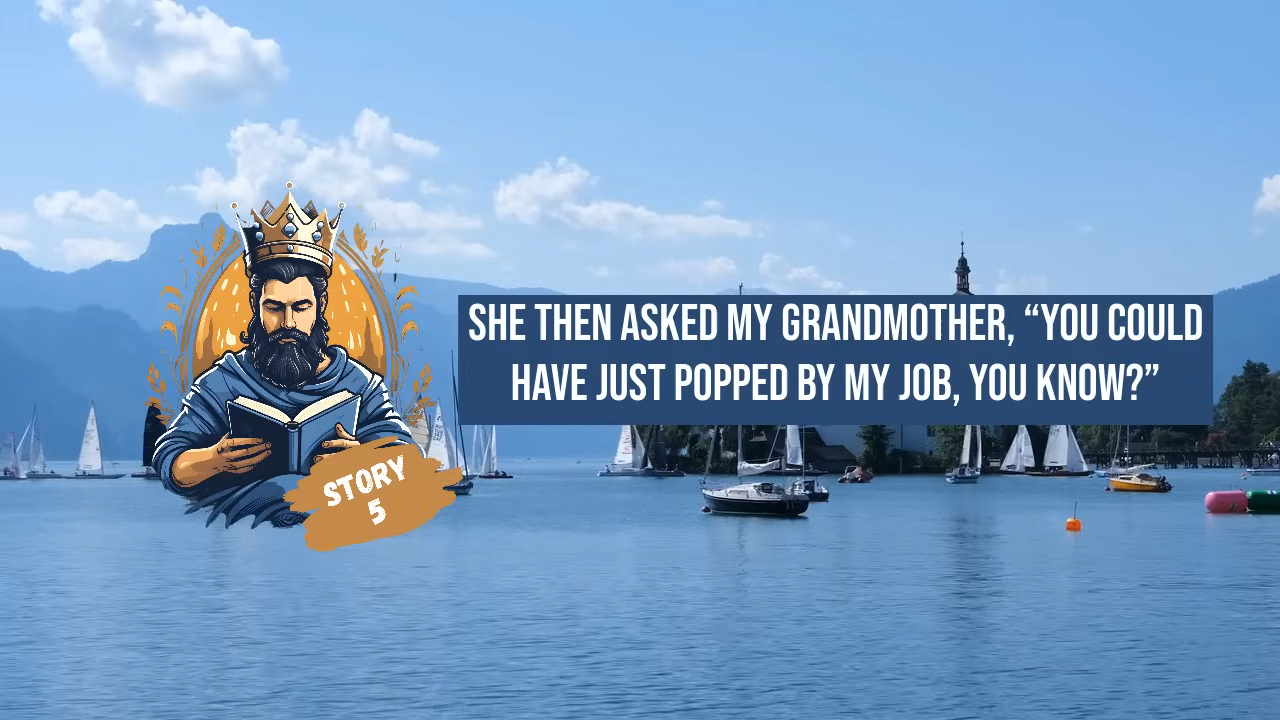 SHE THEN ASKED MY GRANDMOTHER, “YOU COULD
HAVE JUST POPPED BY MY JOB, YOU KNOW?”
STORY
5